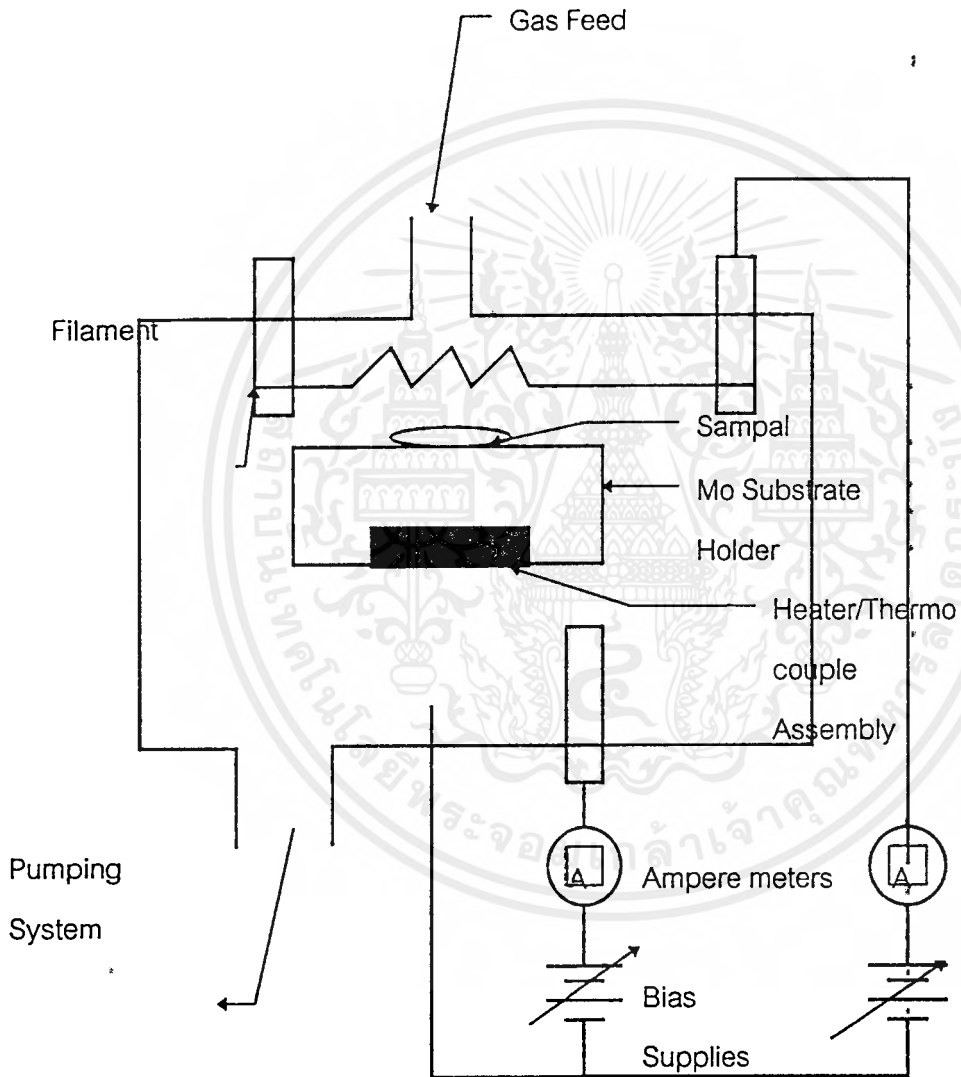 Gas Feed
Filament
Sampal
Mo Substrate
Holder
Heater/Thermo
couple
Assembly
Pumping
System
A
Ampere meters
A
Bias
Supplies